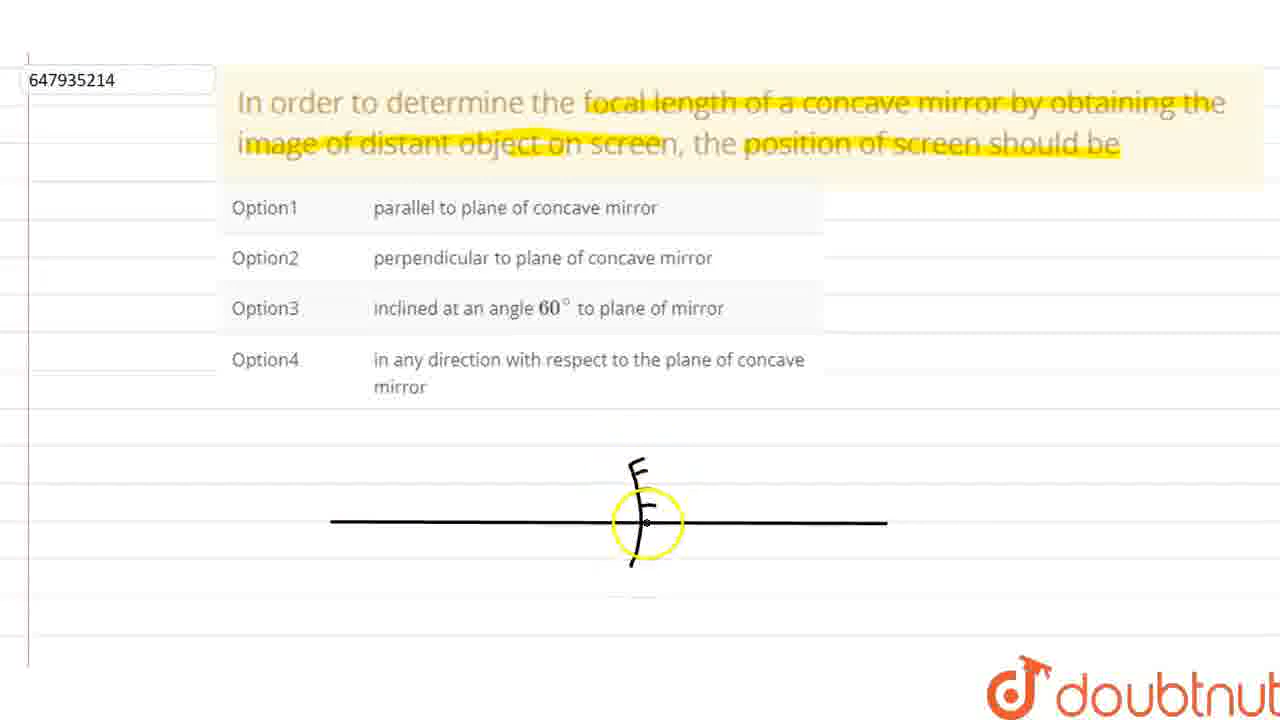 647935214
In order to determine the focal length of a concave mirror by obtaining the
image of distant object on screen, the position of screen should be
Option1 parallel to plane of concave mirror
Option2 perpendicular to plane of concave mirror
Option3 inclined at an angle 60° to plane of mirror
Option4 in any direction with respect to the plane of concave
mirror
doubtnut